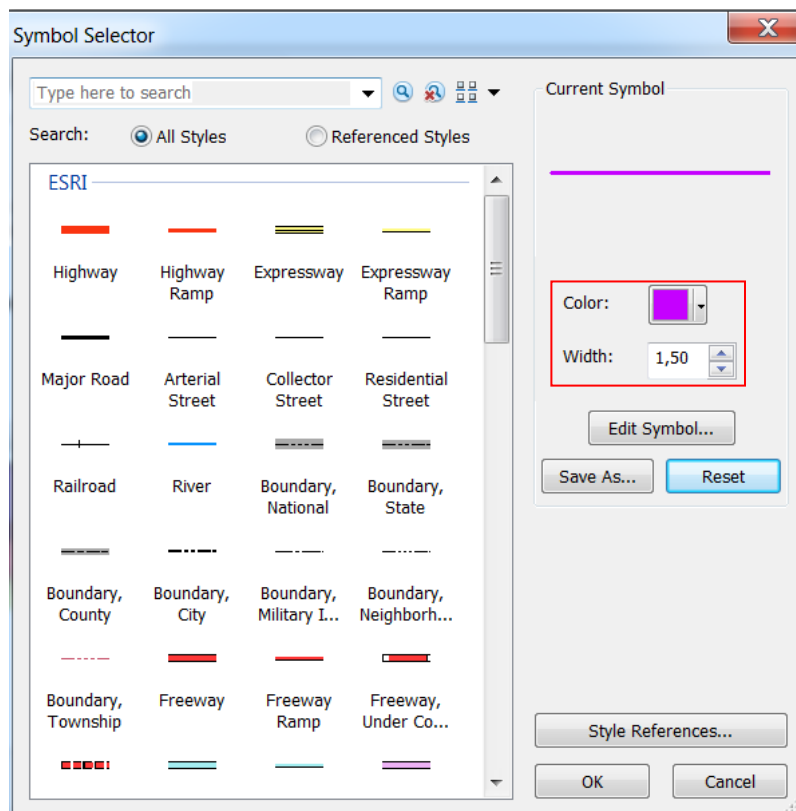 Symbol Selector
X
Type here to search
Search:
All Styles
Referenced Styles
ESRI
Highway
Highway
Ramp
Expressway
Expressway
Ramp
Major Road
Arterial
Street
Collector
Street
Residential
Street
Railroad
River
Boundary,
National
Boundary,
State
Boundary,
County
Boundary,
City
Boundary,
Military I...
Boundary,
Neighborh...
Boundary,
Township
Freeway
Freeway
Ramp
Freeway,
Under Co...
Current Symbol
Color:
Width:
1,50
Edit Symbol...
Save As...
Reset
Style References...
OK
Cancel